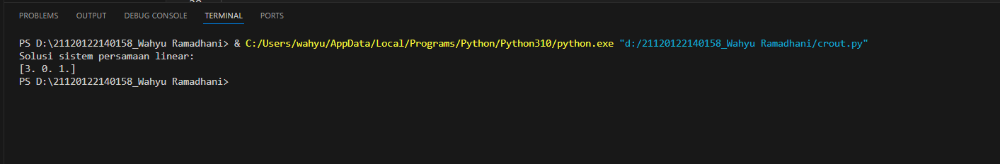 PROBLEMS OUTPUT DEBUG CONSOLE TERMINAL PORTS
PS D:\21120122140158_Wahyu Ramadhani> & C:/Users/wahyu/AppData/Local/Programs/Python/Python310/python.exe "d:/21120122140158_Wahyu Ramadhani/crout.py"
Solusi sistem persamaan linear:
[3. 0. 1.]
PS D:\21120122140158_Wahyu Ramadhani>